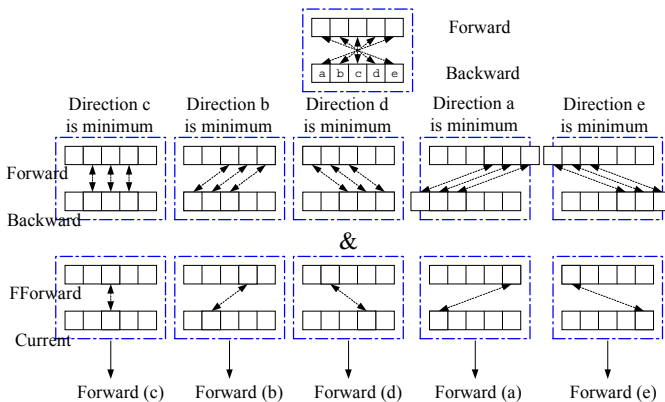 Forward
a b c d e
Backward
Direction c
is minimum
Direction b
is minimum
Direction d
is minimum
Direction a
is minimum
Direction e
is minimum
Forward
Backward
&
FForward
Current
Forward (c)
Forward (b)
Forward (d)
Forward (a)
Forward (e)